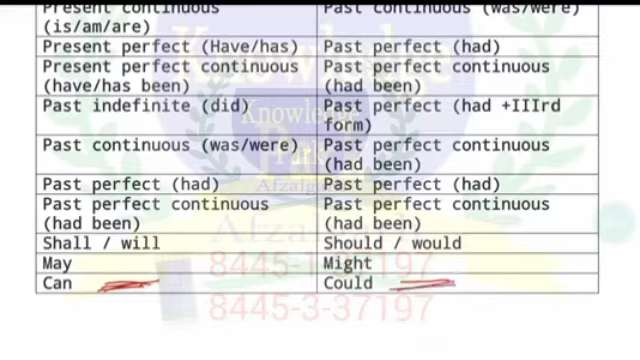 Present continuous
(is/am/are)
Past continuous (was/were)
Present perfect (Have/has)
Past perfect (had)
Present perfect continuous
(have/has been)
Past perfect continuous
(had been)
Past indefinite (did)
Past perfect (had +IIIrd
form)
Past continuous (was/were)
Past perfect continuous
(had been)
Past perfect (had)
Past perfect (had)
Past perfect continuous
(had been)
Past perfect continuous
(had been)
Shall / will
Should / would
May
Might
Can
Could
Knowledge
Knowledge
Park
8445-3-37197